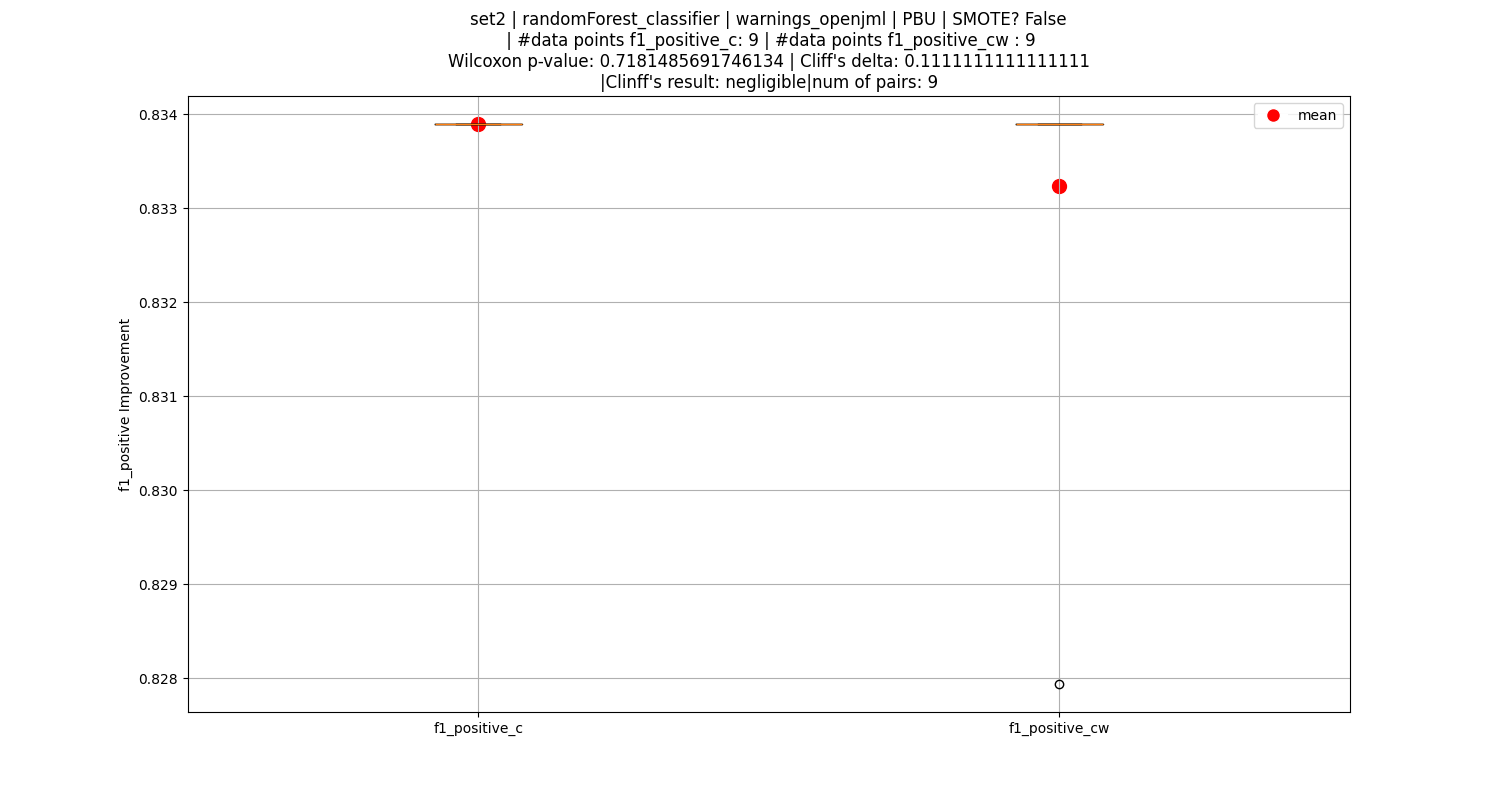 set2 | randomForest_classifier | warnings_openjml | PBU | SMOTE? False
| #data points f1_positive_c: 9 | #data points f1_positive_cw : 9
Wilcoxon p-value: 0.7181485691746134 | Cliff's delta: 0.1111111111111111
|Clinff's result: negligible|num of pairs: 9
mean
0.834
0.833
0.832
0.831
0.830
0.829
0.828
f1_positive Improvement
f1_positive_c
f1_positive_cw